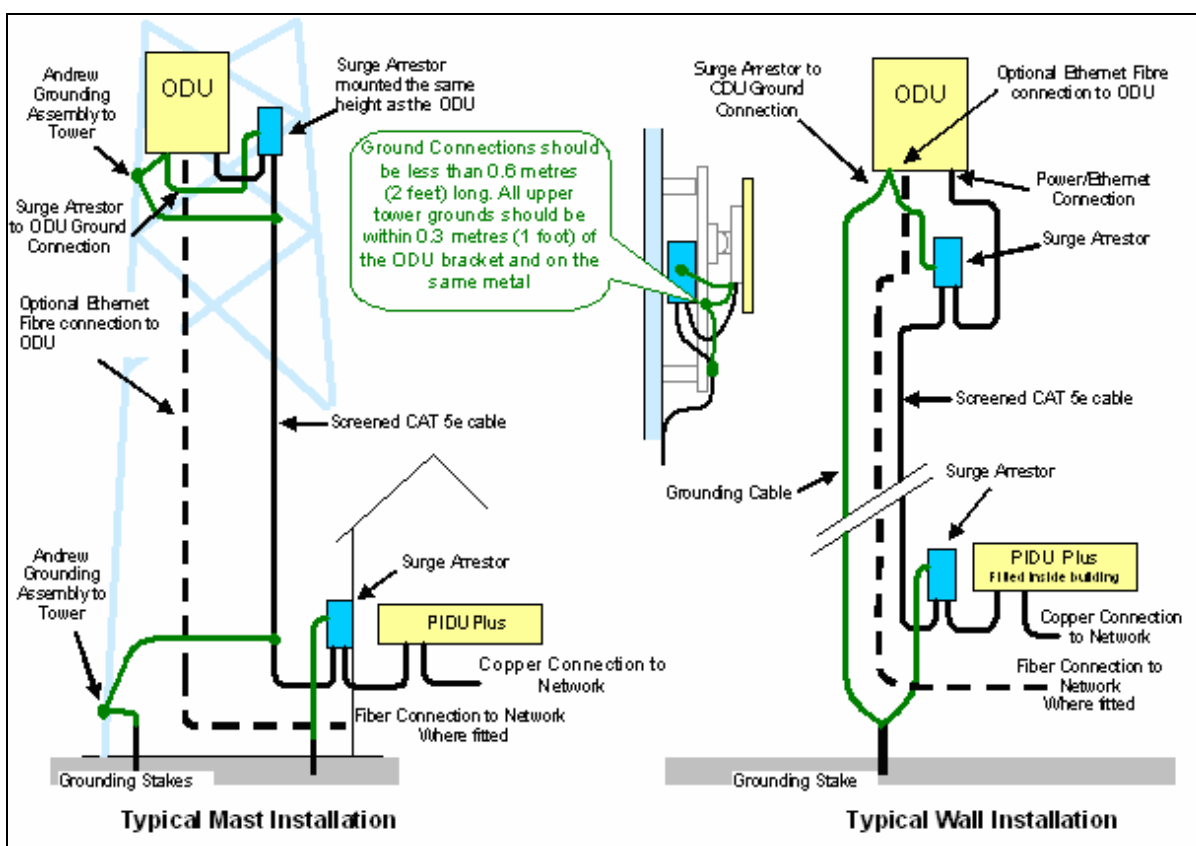 Andrew
Grounding
Assembly to
Tower
ODU
Surge Arrestor
mounted the same
height as the ODU
Surge Arrestor
to ODU Ground
Connection
Ground Connections should
be less than 0.6 metres
(2 feet) long. All upper
tower grounds should be
within 0.3 metres (1 foot) of
the ODU bracket and on the
same metal
Optional Ethernet
Fibre connection to
ODU
Screened CAT 5e cable
Andrew
Grounding
Assembly to
Tower
Surge Arrestor
PIDU Plus
Copper Connection to
Network
Fiber Connection to Network
Where fitted
Grounding Stakes
Typical Mast Installation
Surge Arrestor to
CDU Ground
Connection
Optional Ethernet Fibre
connection to ODU
ODU
Power/Ethernet
Connection
Surge Arrestor
Screened CAT 5e cable
Grounding Cable
Surge Arrestor
PIDU Plus
Fitted inside building
Copper Connection
to Network
Fiber Connection to
Network
Where fitted
Grounding Stake
Typical Wall Installation